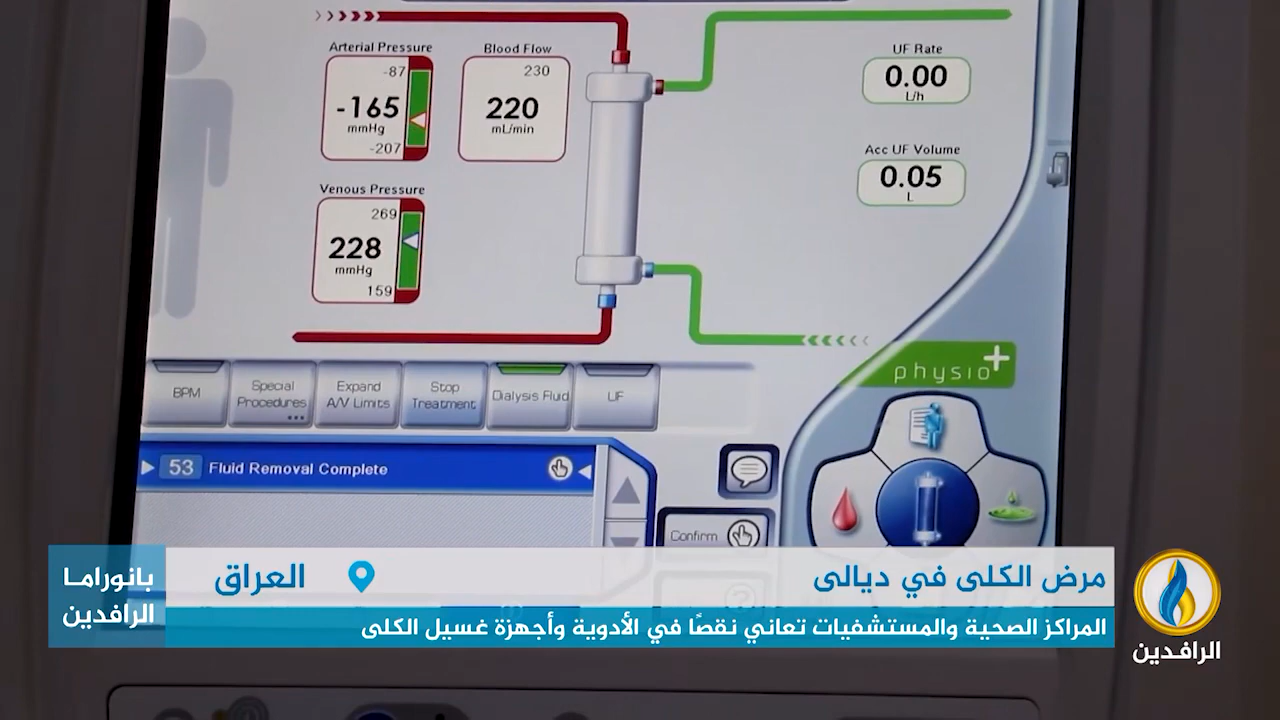 Arterial Pressure
-87
-165
mmHg
-207
Blood Flow
230
220
mL/min
UF Rate
0.00
L/h
Acc UF Volume
0.05
L
Venous Pressure
269
228
mmHg
159
physio+
BPM
Special
Procedures
Expand
A/V Limits
Stop
Treatment
Dialysis Fluid
UF
53 Fluid Removal Complete
Confirm
مرض الكلى في ديالى
العراق
بانوراما
الرافدين
المراكز الصحية والمستشفيات تعاني نقصًا في الأدوية وأجهزة غسيل الكلى
الرافدين